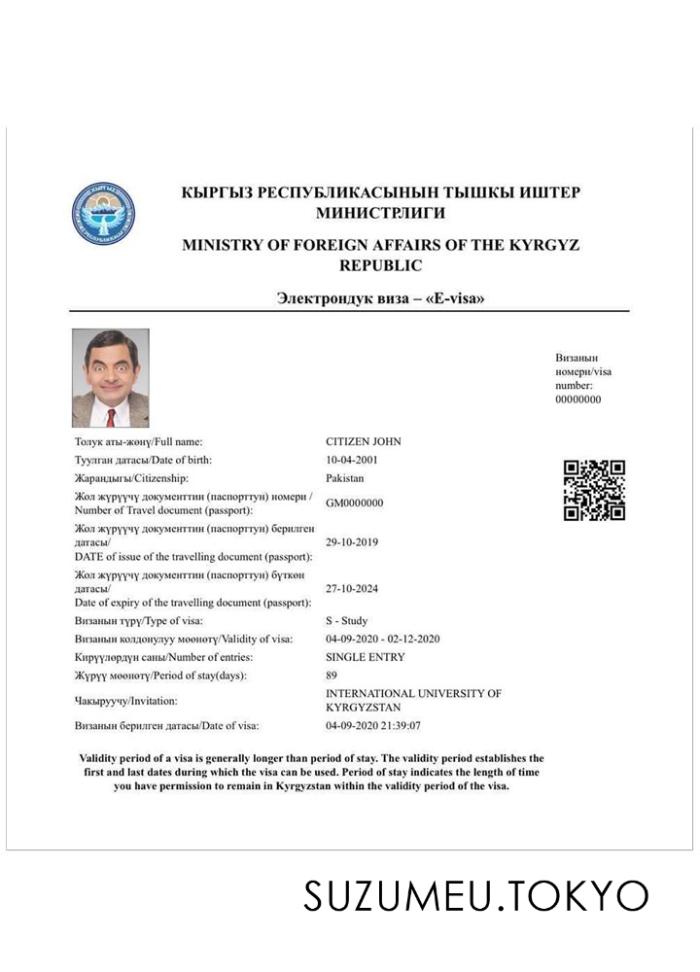 КЫРГЫЗ РЕСПУБЛИКАСЫНЫН ТЫШКЫ ИШТЕР
МИНИСТРЛИГИ
MINISTRY OF FOREIGN AFFAIRS OF THE KYRGYZ
REPUBLIC
Электрондук виза – «E-visa»
Визанын
номери/visa
number:
00000000
Толук аты-жөнү/Full name: CITIZEN JOHN
Туулган датасы/Date of birth: 10-04-2001
Жарандыгы/Citizenship: Pakistan
Жол жүрүүчү документтин (паспорттун) номери /
Number of Travel document (passport): GM0000000
Жол жүрүүчү документтин (паспорттун) берилген
датасы/
DATE of issue of the travelling document (passport): 29-10-2019
Жол жүрүүчү документтин (паспорттун) бүткөн
датасы/
Date of expiry of the travelling document (passport): 27-10-2024
Визанын түрү/Type of visa: S - Study
Визанын колдонулуу мөөнөтү/Validity of visa: 04-09-2020 - 02-12-2020
Кирүүлөрдүн саны/Number of entries: SINGLE ENTRY
Жүрүү мөөнөтү/Period of stay(days): 89
Чакыруучу/Invitation: INTERNATIONAL UNIVERSITY OF
KYRGYZSTAN
Визанын берилген датасы/Date of visa: 04-09-2020 21:39:07
Validity period of a visa is generally longer than period of stay. The validity period establishes the
first and last dates during which the visa can be used. Period of stay indicates the length of time
you have permission to remain in Kyrgyzstan within the validity period of the visa.
SUZUMEU.TOKYO